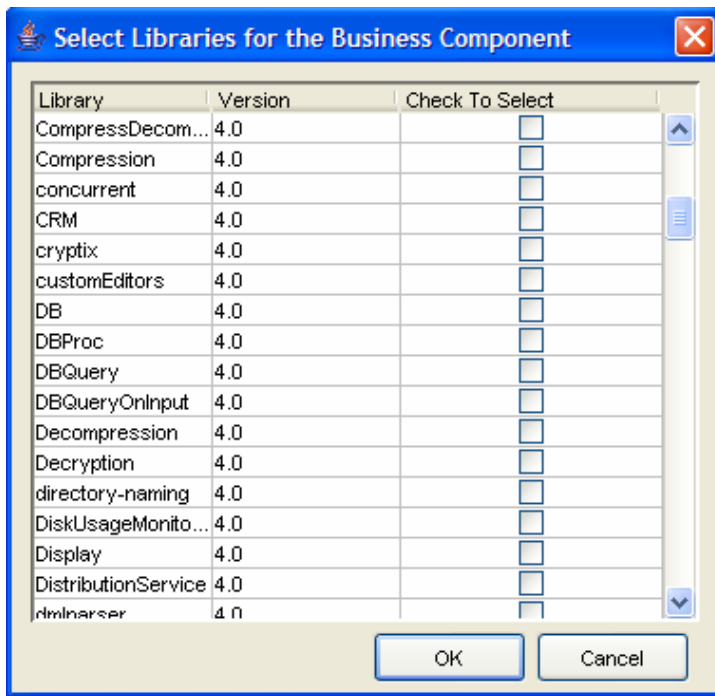 Select Libraries for the Business Component
Library Version Check To Select
CompressDecom... 4.0
Compression 4.0
concurrent 4.0
CRM 4.0
cryptix 4.0
customEditors 4.0
DB 4.0
DBProc 4.0
DBQuery 4.0
DBQueryOnInput 4.0
Decompression 4.0
Decryption 4.0
directory-naming 4.0
DiskUsageMonito... 4.0
Display 4.0
DistributionService 4.0
dmlparser 4.0
OK Cancel